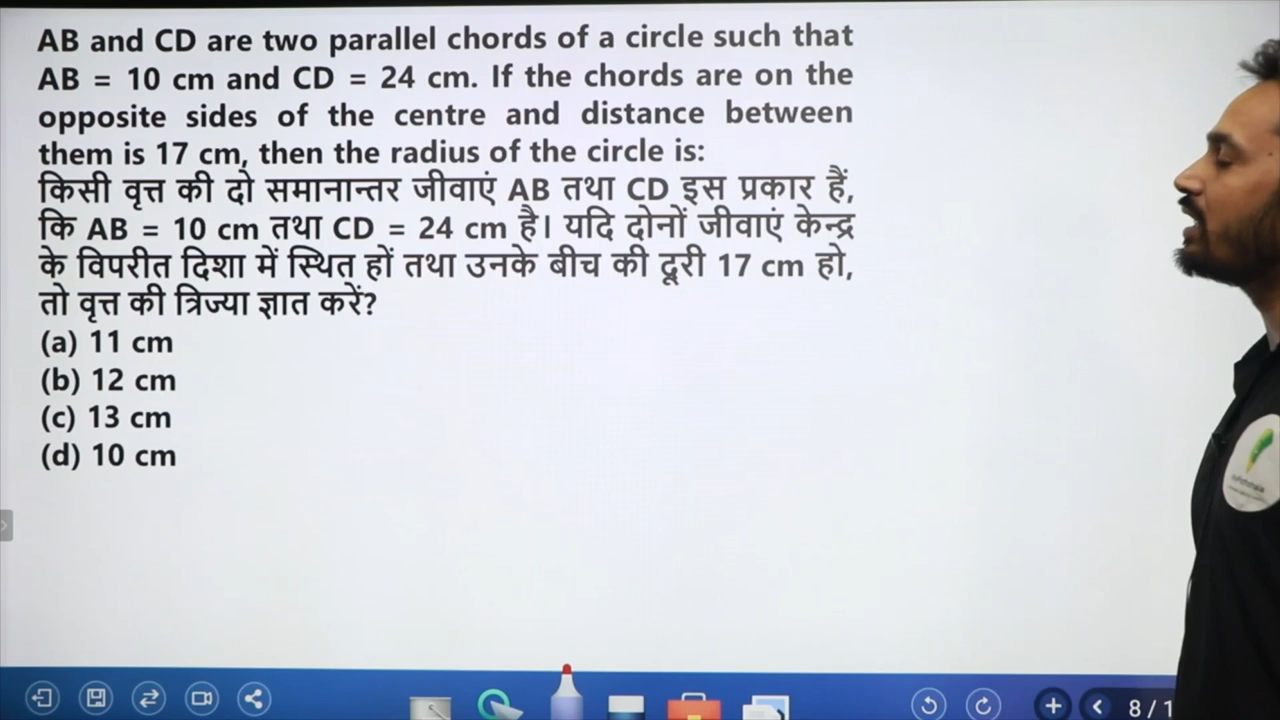 AB and CD are two parallel chords of a circle such that
AB = 10 cm and CD = 24 cm. If the chords are on the
opposite sides of the centre and distance between
them is 17 cm, then the radius of the circle is:
किसी वृत्त की दो समानान्तर जीवाएं AB तथा CD इस प्रकार हैं,
कि AB = 10 cm तथा CD = 24 cm है। यदि दोनों जीवाएं केन्द्र
के विपरीत दिशा में स्थित हों तथा उनके बीच की दूरी 17 cm हो,
तो वृत्त की त्रिज्या ज्ञात करें?
(a) 11 cm
(b) 12 cm
(c) 13 cm
(d) 10 cm
8 / 1